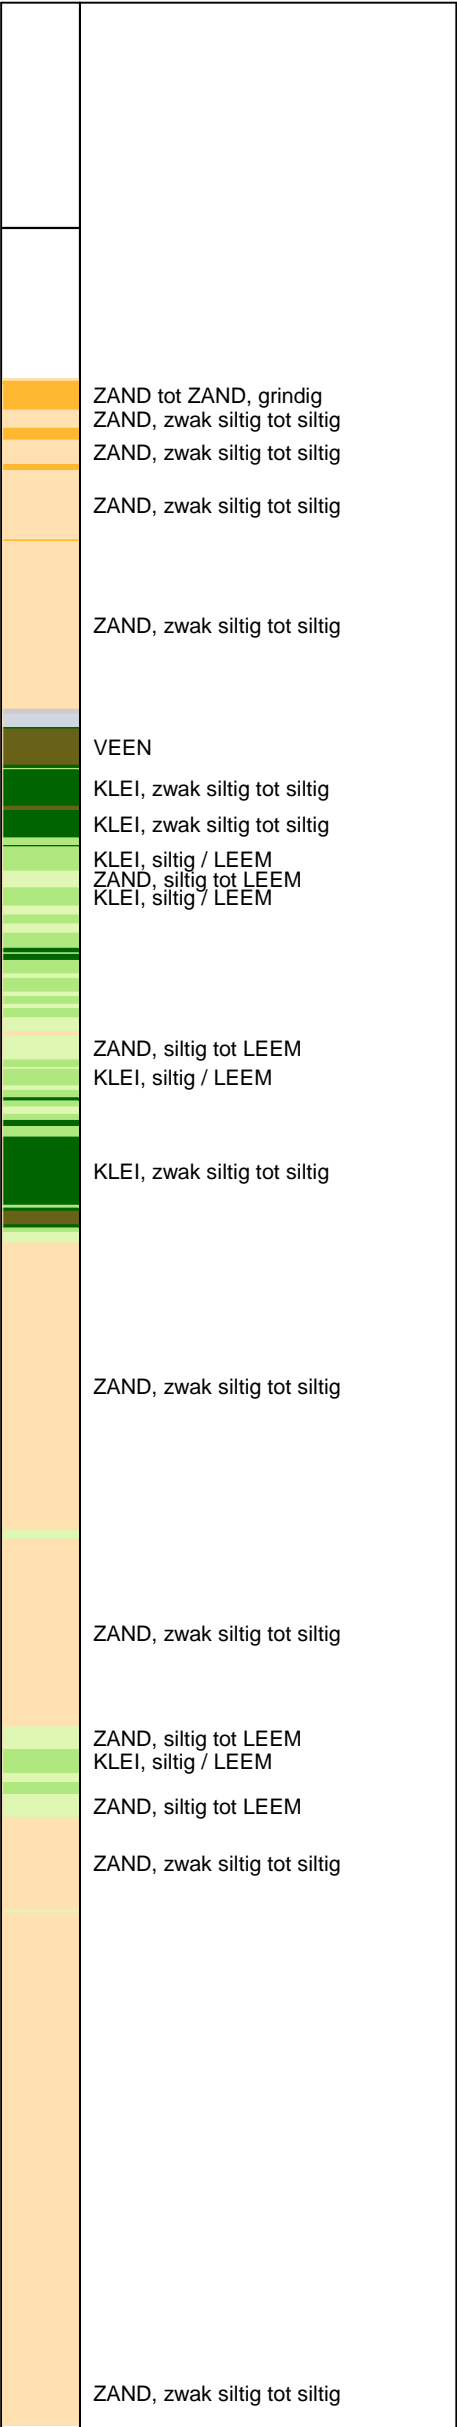 ZAND tot ZAND, grindig
ZAND, zwak siltig tot siltig
ZAND, zwak siltig tot siltig
ZAND, zwak siltig tot siltig
ZAND, zwak siltig tot siltig
VEEN
KLEI, zwak siltig tot siltig
KLEI, zwak siltig tot siltig
KLEI, siltig / LEEM
ZAND, siltig tot LEEM
KLEI, siltig / LEEM
ZAND, siltig tot LEEM
KLEI, siltig / LEEM
KLEI, zwak siltig tot siltig
ZAND, zwak siltig tot siltig
ZAND, zwak siltig tot siltig
ZAND, siltig tot LEEM
KLEI, siltig / LEEM
ZAND, siltig tot LEEM
ZAND, zwak siltig tot siltig
ZAND, zwak siltig tot siltig